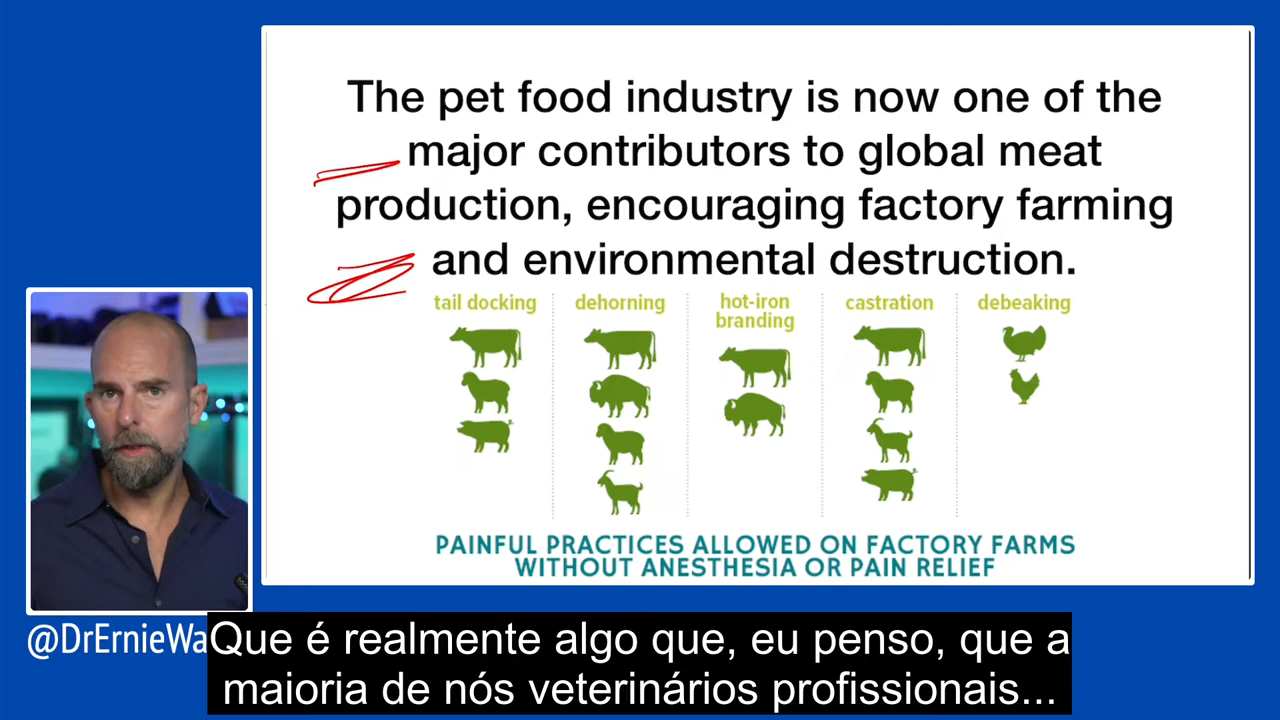 The pet food industry is now one of the
major contributors to global meat
production, encouraging factory farming
and environmental destruction.
tail docking
dehorning
hot-iron
branding
castration
debeaking
PAINFUL PRACTICES ALLOWED ON FACTORY FARMS
WITHOUT ANESTHESIA OR PAIN RELIEF
@DrErnieWa
Que é realmente algo que, eu penso, que a
maioria de nós veterinários profissionais...